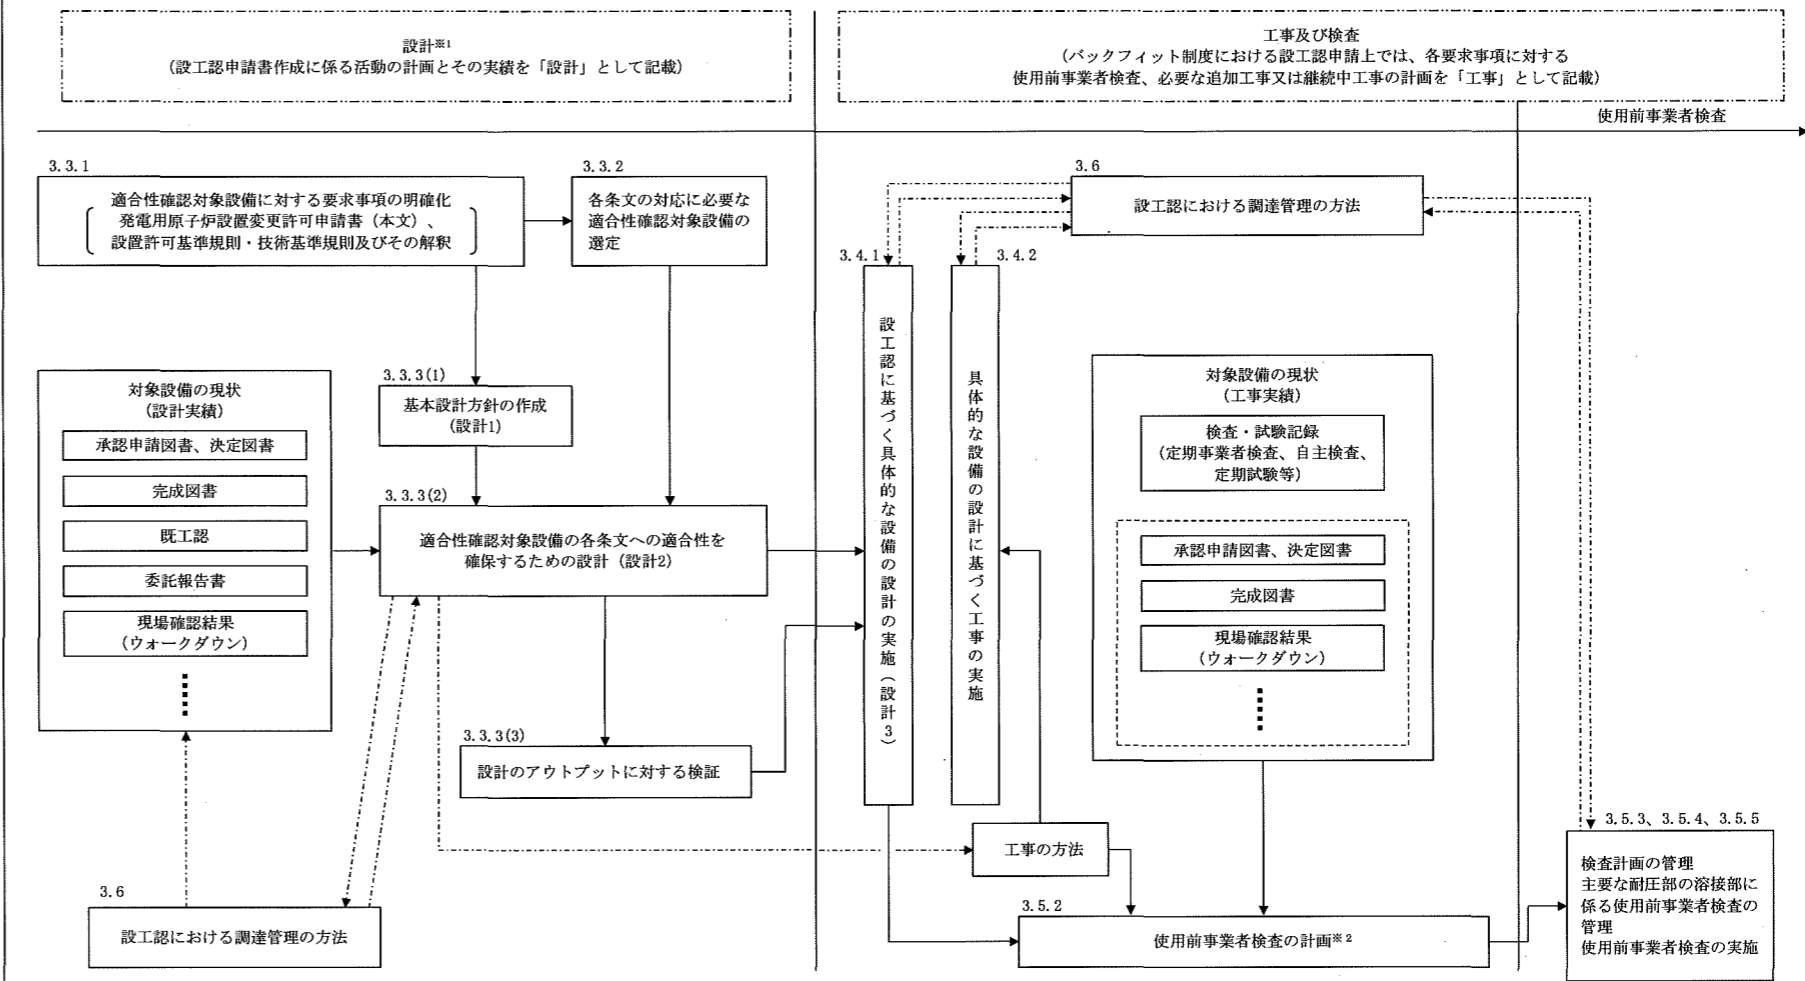 設計※1
(設工認申請書作成に係る活動の計画とその実績を「設計」として記載)
工事及び検査
(バックフィット制度における設工認申請上では、各要求事項に対する
使用前事業者検査、必要な追加工事又は継続中工事の計画を「工事」として記載)
使用前事業者検査
3.3.1
適合性確認対象設備に対する要求事項の明確化
発電用原子炉設置変更許可申請書（本文）、
設置許可基準規則・技術基準規則及びその解釈
3.3.2
各条文の対応に必要な
適合性確認対象設備の
選定
3.6
設工認における調達管理の方法
3.4.1
設工認に基づく具体的な設備の設計の実施（設計3）
3.4.2
具体的な設備の設計に基づく工事の実施
対象設備の現状
(設計実績)
承認申請図書、決定図書
完成図書
既工認
委託報告書
現場確認結果
(ウォークダウン)
3.3.3(1)
基本設計方針の作成
(設計1)
3.3.3(2)
適合性確認対象設備の各条文への適合性を
確保するための設計（設計2）
3.3.3(3)
設計のアウトプットに対する検証
対象設備の現状
(工事実績)
検査・試験記録
(定期事業者検査、自主検査、
定期試験等)
承認申請図書、決定図書
完成図書
現場確認結果
(ウォークダウン)
工事の方法
3.6
設工認における調達管理の方法
3.5.2
使用前事業者検査の計画※2
3.5.3、3.5.4、3.5.5
検査計画の管理
主要な耐圧部の溶接部に
係る使用前事業者検査の
管理
使用前事業者検査の実施